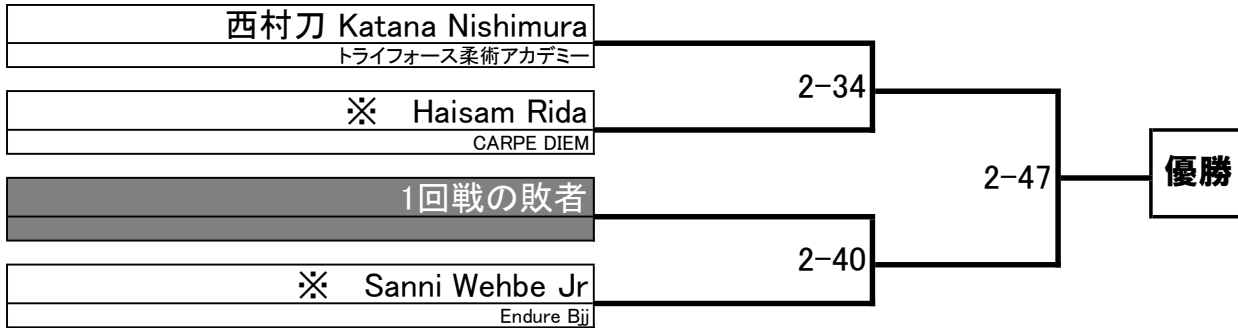 西村刀 Katana Nishimura
トライフォース柔術アカデミー
2-34
※ Haisam Rida
CARPE DIEM
2-47
優勝
1回戦の敗者
2-40
※ Sanni Wehbe Jr
Endure Bjj